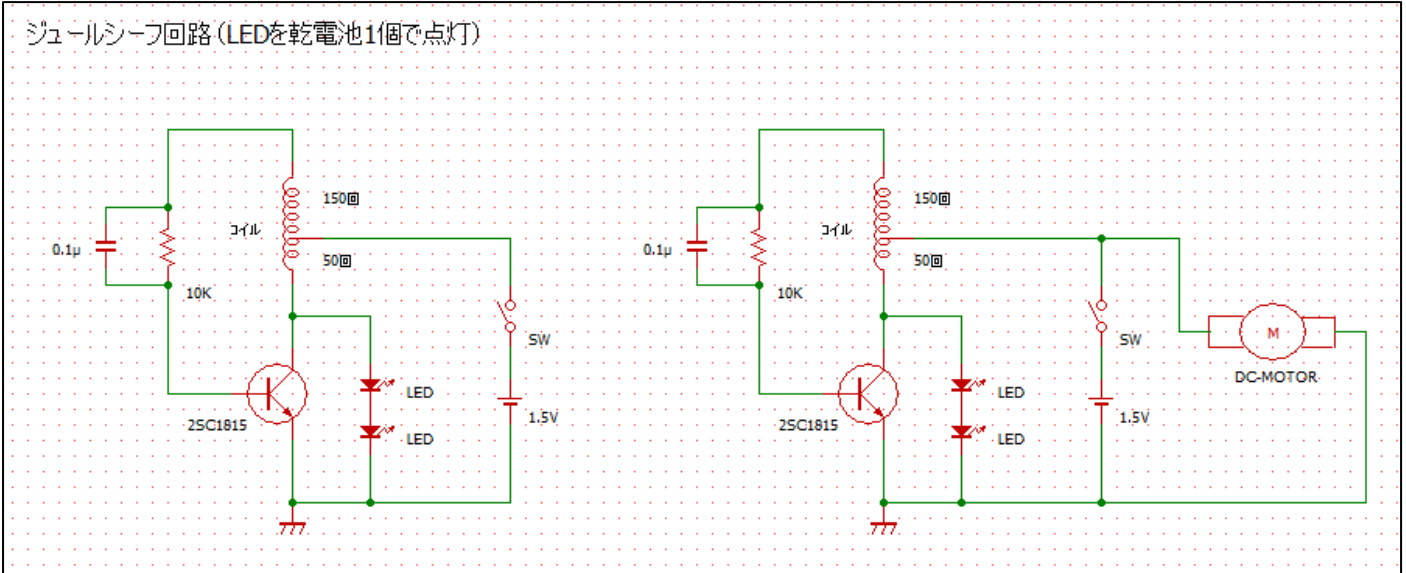 ジュールシーフ回路(LEDを乾電池1個で点灯)
150回
コイル
0.1μ
50回
10K
SW
LED
1.5V
2SC1815
LED
150回
コイル
0.1μ
50回
10K
SW
M
DC-MOTOR
LED
1.5V
2SC1815
LED